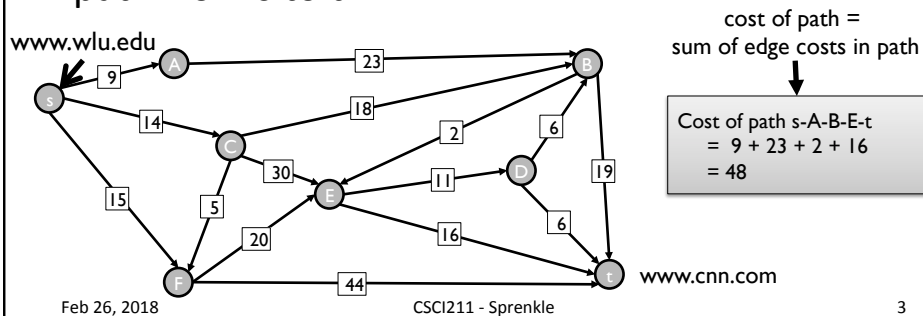 www.wlu.edu
cost of path =
sum of edge costs in path
s
A
B
C
D
E
F
t
9
23
14
18
2
6
30
11
19
15
5
20
16
6
44
Cost of path s-A-B-E-t
= 9 + 23 + 2 + 16
= 48
www.cnn.com
Feb 26, 2018
CSCI211 - Sprenkle
3